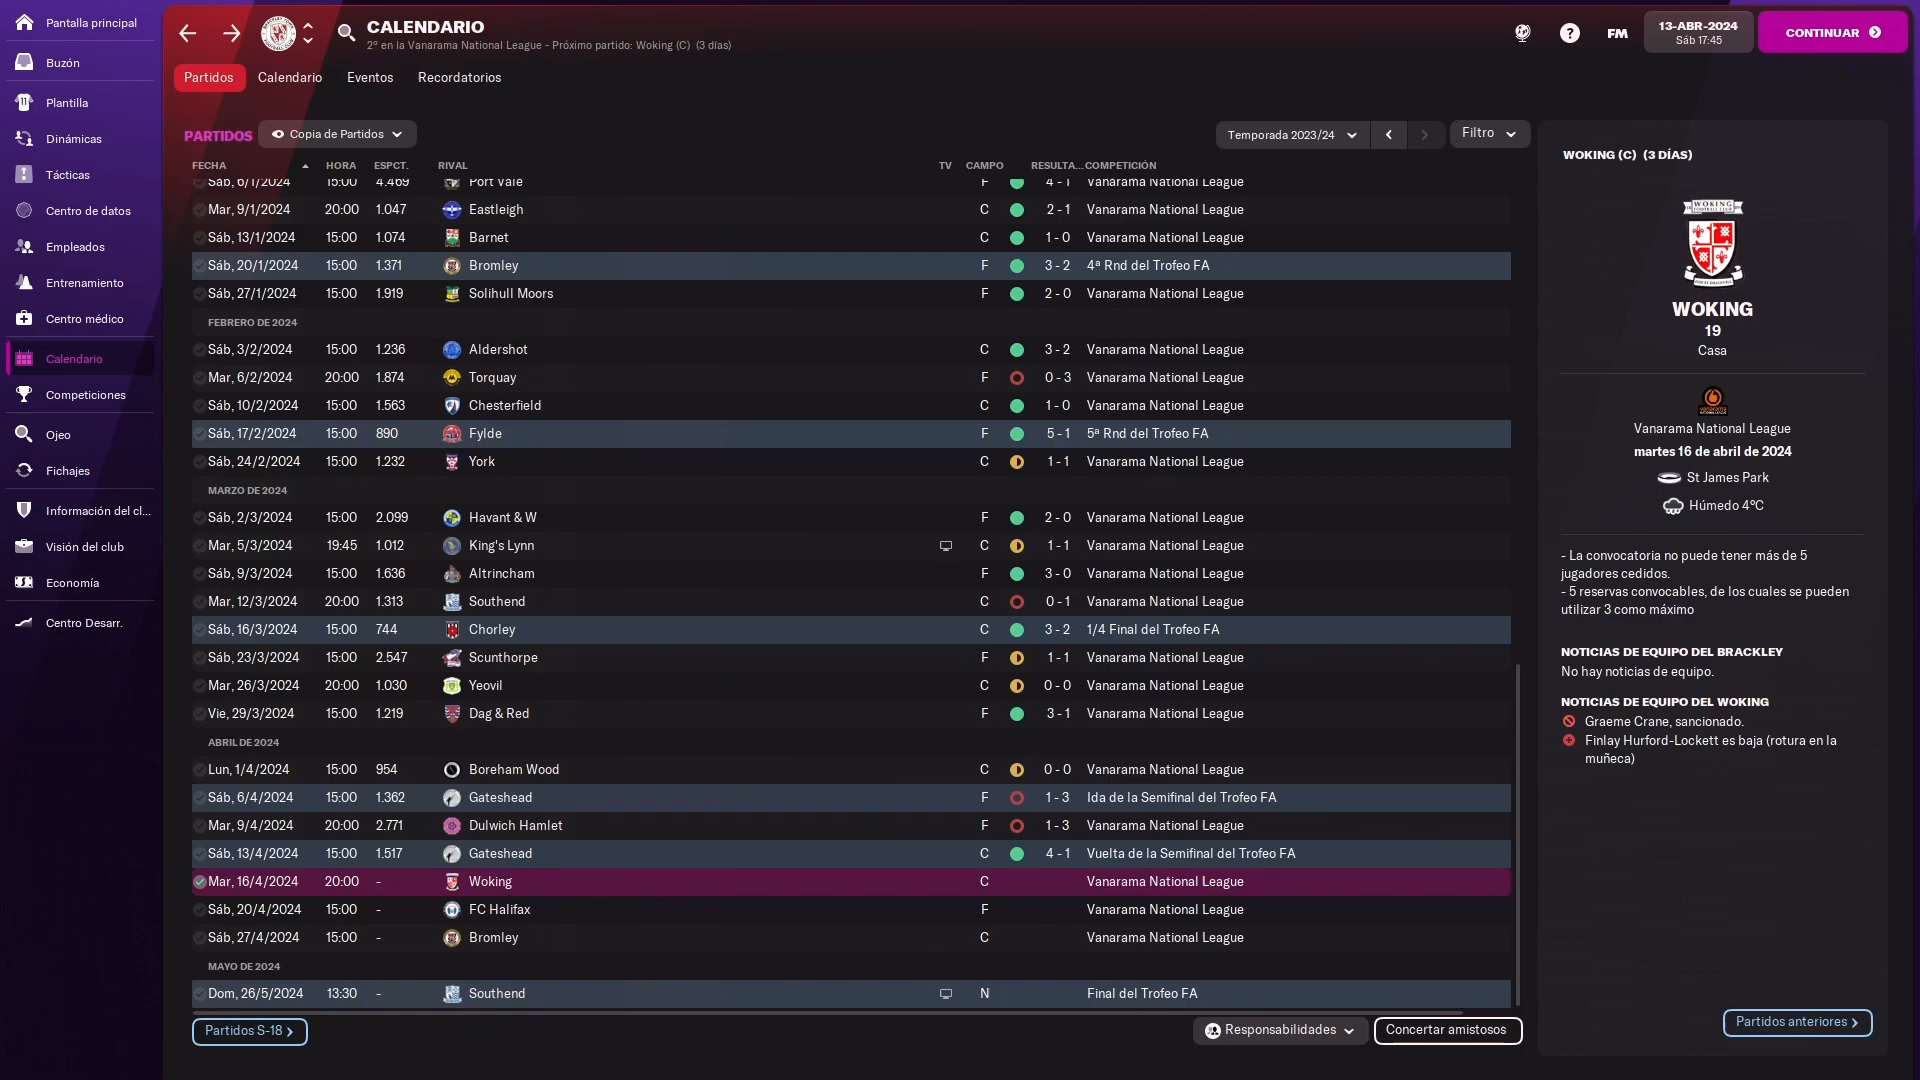 Pantalla principal
Buzón
Plantilla
Dinámicas
Tácticas
Centro de datos
Empleados
Entrenamiento
Centro médico
Calendario
Competiciones
Ojeo
Fichajes
Información del cl...
Visión del club
Economía
Centro Desarr.
CALENDARIO
2º en la Vanarama National League - Próximo partido: Woking (C) (3 días)
FM
13-ABR-2024
Sáb 17:45
CONTINUAR
Partidos Calendario Eventos Recordatorios
PARTIDOS Copia de Partidos Temporada 2023/24 Filtro
FECHA HORA ESPCT. RIVAL TV CAMPO RESULTA... COMPETICIÓN
Sáb, 6/1/2024 15:00 4.469 Port Vale F 4 - 1 Vanarama National League
Mar, 9/1/2024 20:00 1.047 Eastleigh C 2 - 1 Vanarama National League
Sáb, 13/1/2024 15:00 1.074 Barnet C 1 - 0 Vanarama National League
Sáb, 20/1/2024 15:00 1.371 Bromley F 3 - 2 4ª Rnd del Trofeo FA
Sáb, 27/1/2024 15:00 1.919 Solihull Moors F 2 - 0 Vanarama National League
FEBRERO DE 2024
Sáb, 3/2/2024 15:00 1.236 Aldershot C 3 - 2 Vanarama National League
Mar, 6/2/2024 20:00 1.874 Torquay F 0 - 3 Vanarama National League
Sáb, 10/2/2024 15:00 1.563 Chesterfield C 1 - 0 Vanarama National League
Sáb, 17/2/2024 15:00 890 Fylde F 5 - 1 5ª Rnd del Trofeo FA
Sáb, 24/2/2024 15:00 1.232 York C 1 - 1 Vanarama National League
MARZO DE 2024
Sáb, 2/3/2024 15:00 2.099 Havant & W F 2 - 0 Vanarama National League
Mar, 5/3/2024 19:45 1.012 King's Lynn C 1 - 1 Vanarama National League
Sáb, 9/3/2024 15:00 1.636 Altrincham F 3 - 0 Vanarama National League
Mar, 12/3/2024 20:00 1.313 Southend C 0 - 1 Vanarama National League
Sáb, 16/3/2024 15:00 744 Chorley C 3 - 2 1/4 Final del Trofeo FA
Sáb, 23/3/2024 15:00 2.547 Scunthorpe F 1 - 1 Vanarama National League
Mar, 26/3/2024 20:00 1.030 Yeovil C 0 - 0 Vanarama National League
Vie, 29/3/2024 15:00 1.219 Dag & Red F 3 - 1 Vanarama National League
ABRIL DE 2024
Lun, 1/4/2024 15:00 954 Boreham Wood C 0 - 0 Vanarama National League
Sáb, 6/4/2024 15:00 1.362 Gateshead F 1 - 3 Ida de la Semifinal del Trofeo FA
Mar, 9/4/2024 20:00 2.771 Dulwich Hamlet F 1 - 3 Vanarama National League
Sáb, 13/4/2024 15:00 1.517 Gateshead C 4 - 1 Vuelta de la Semifinal del Trofeo FA
Mar, 16/4/2024 20:00 - Woking C Vanarama National League
Sáb, 20/4/2024 15:00 - FC Halifax F Vanarama National League
Sáb, 27/4/2024 15:00 - Bromley C Vanarama National League
MAYO DE 2024
Dom, 26/5/2024 13:30 - Southend N Final del Trofeo FA
Partidos S-18
Responsabilidades
Concertar amistosos
WOKING (C) (3 DÍAS)
WOKING
WOKING
19
Casa
Vanarama National League
martes 16 de abril de 2024
St James Park
Húmedo 4ºC
- La convocatoria no puede tener más de 5
jugadores cedidos.
- 5 reservas convocables, de los cuales se pueden
utilizar 3 como máximo
NOTICIAS DE EQUIPO DEL BRACKLEY
No hay noticias de equipo.
NOTICIAS DE EQUIPO DEL WOKING
Graeme Crane, sancionado.
Finlay Hurford-Lockett es baja (rotura en la
muñeca)
Partidos anteriores